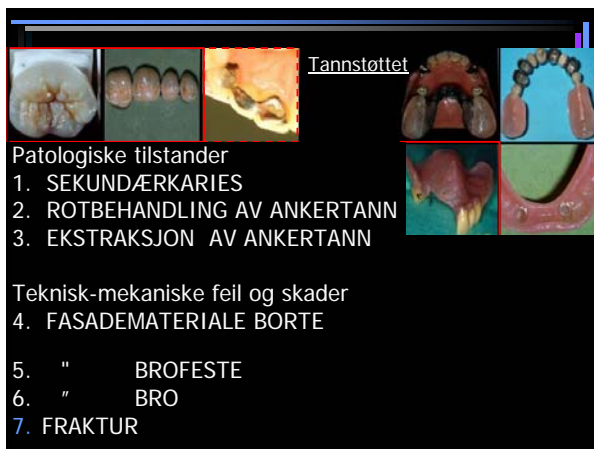 Tannstøttet
Patologiske tilstander
1. SEKUNDÆRKARIES
2. ROTBEHANDLING AV ANKERTANN
3. EKSTRAKSJON AV ANKERTANN
Teknisk-mekaniske feil og skader
4. FASADEMATERIALE BORTE
5. " BROFESTE
6. ” BRO
7. FRAKTUR